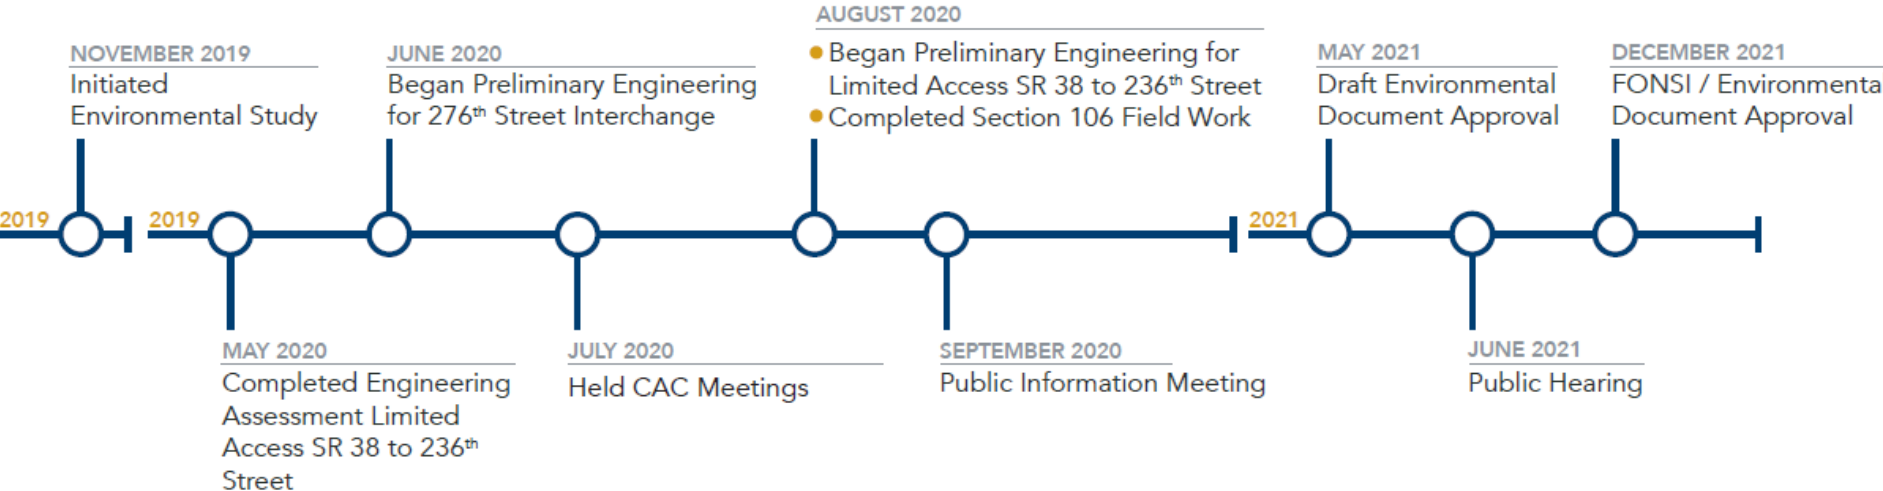 NOVEMBER 2019
Initiated
Environmental Study
JUNE 2020
Began Preliminary Engineering
for 276th Street Interchange
AUGUST 2020
Began Preliminary Engineering for
Limited Access SR 38 to 236th Street
Completed Section 106 Field Work
MAY 2021
Draft Environmental
Document Approval
DECEMBER 2021
FONSI / Environmenta
Document Approval
2019
2019
2021
MAY 2020
Completed Engineering
Assessment Limited
Access SR 38 to 236th
Street
JULY 2020
Held CAC Meetings
SEPTEMBER 2020
Public Information Meeting
JUNE 2021
Public Hearing